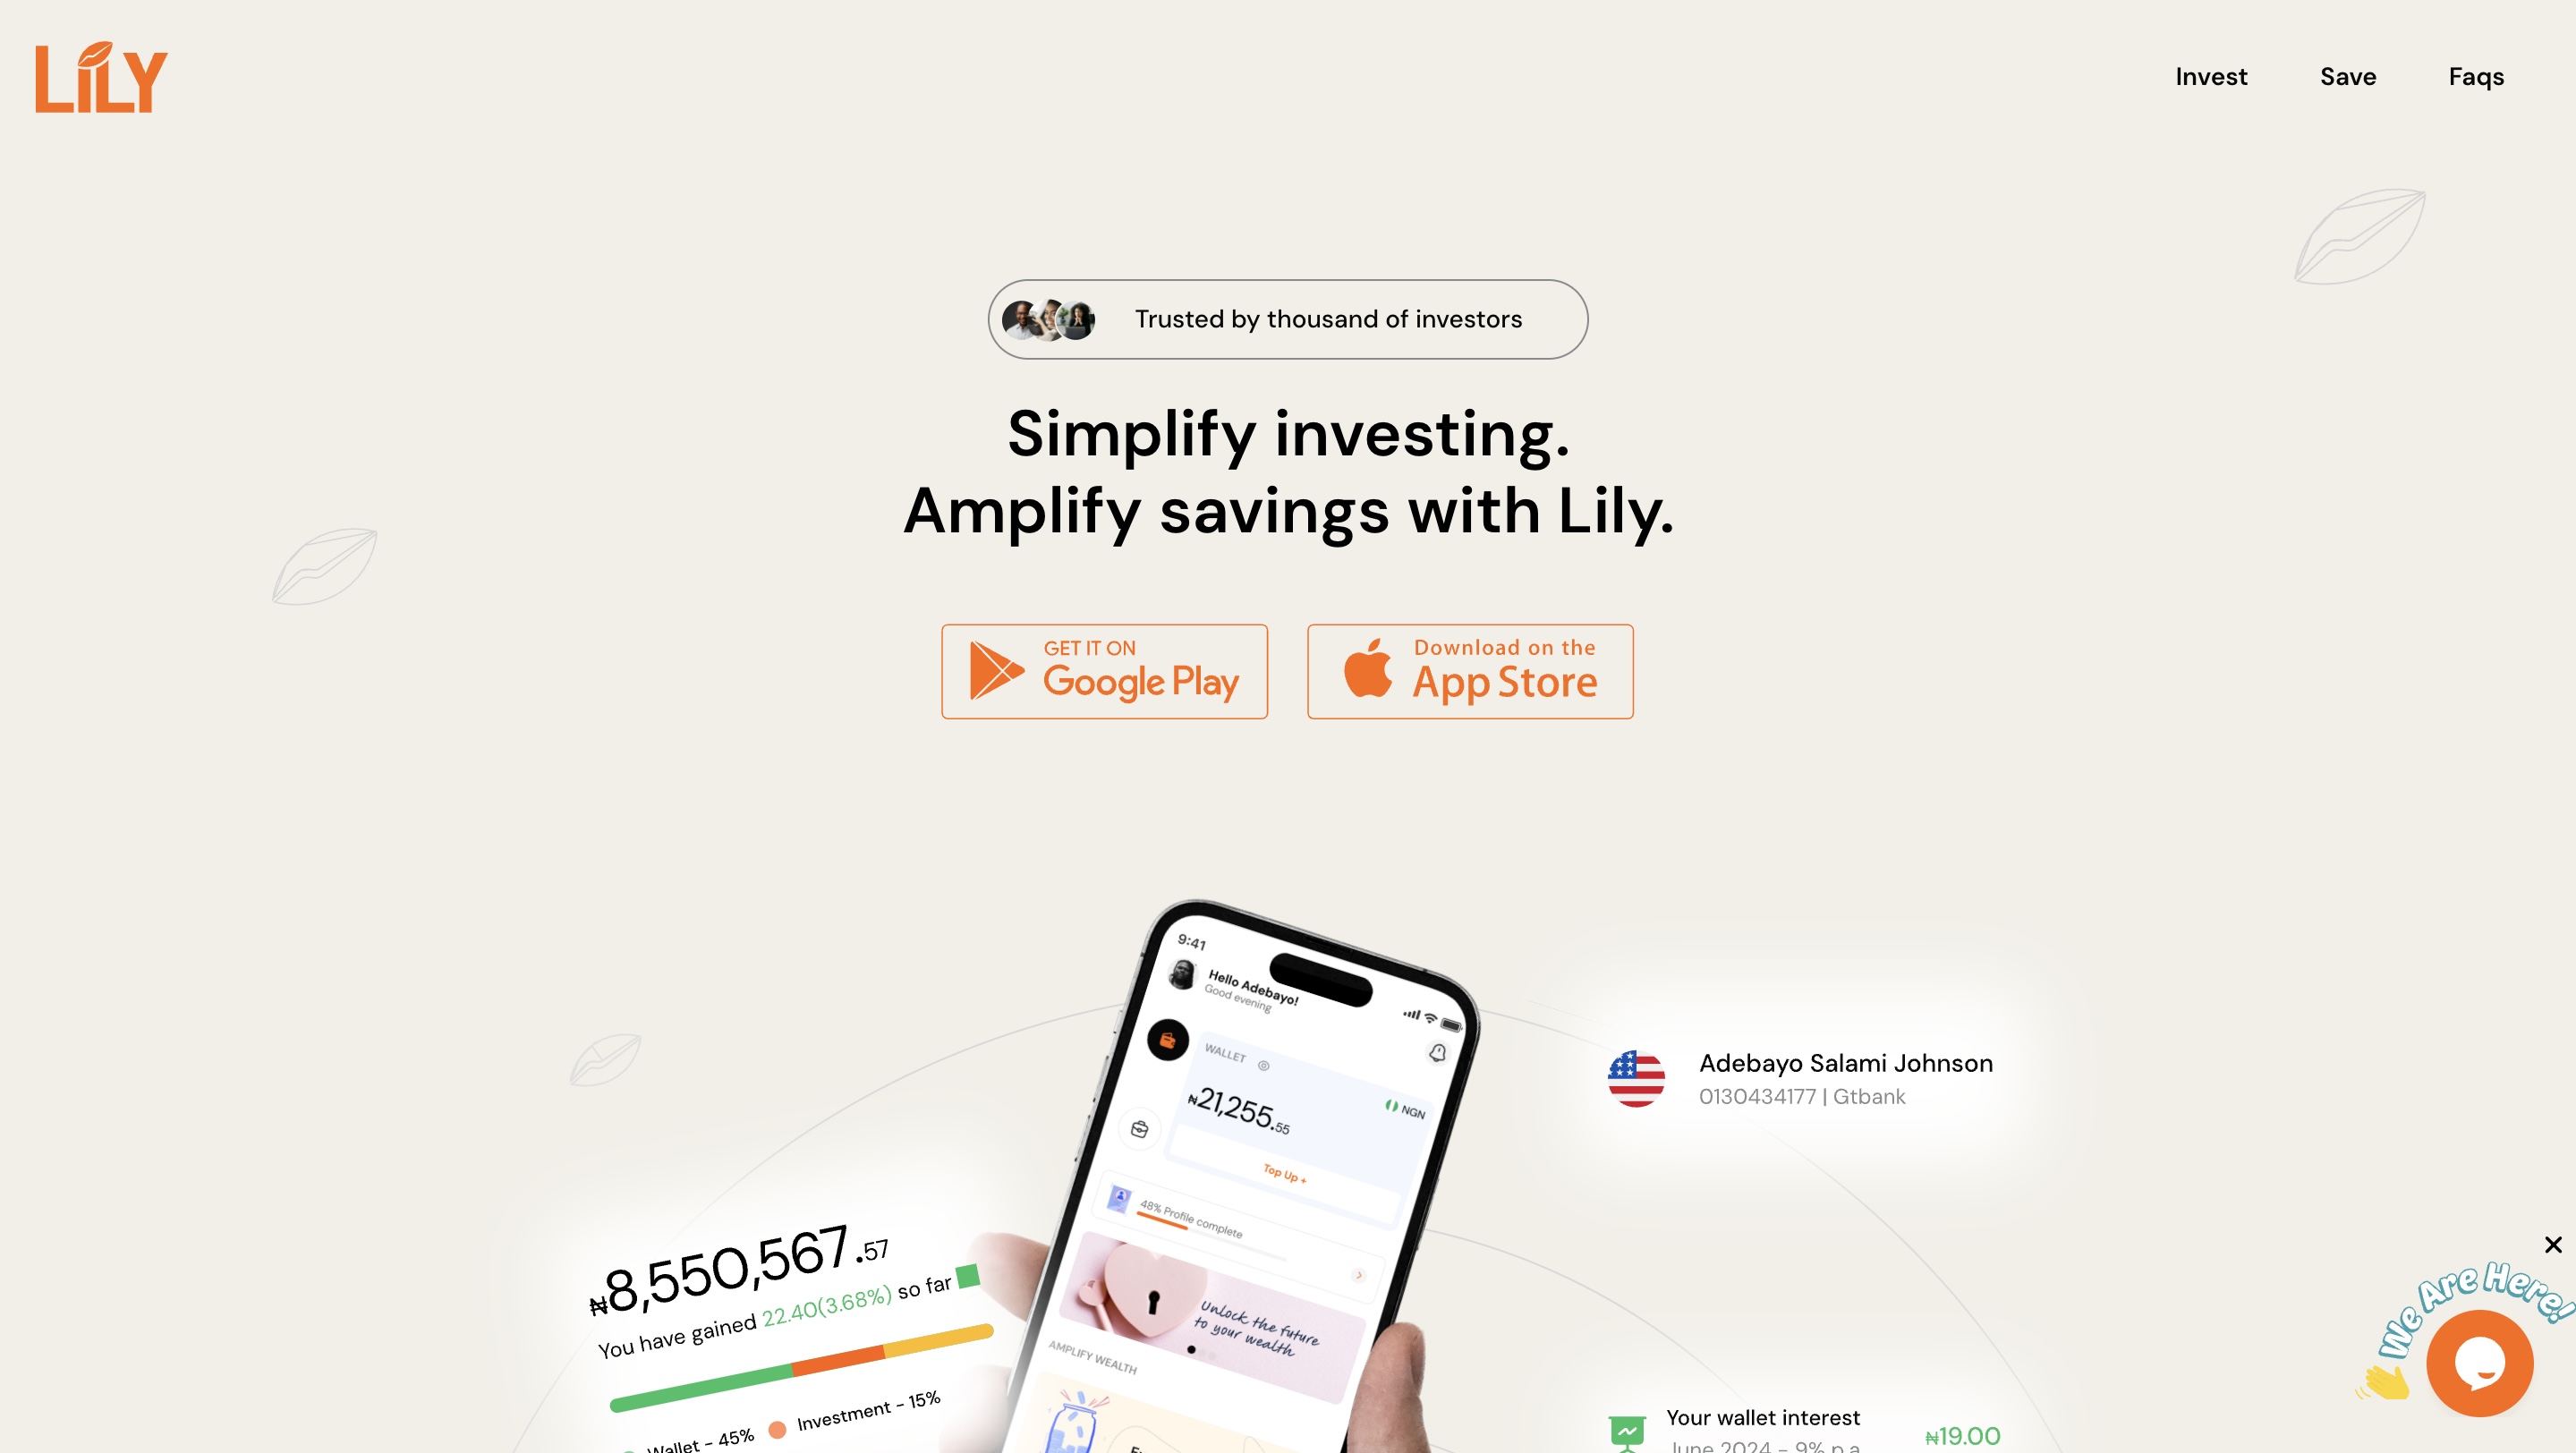 LiLY
Invest
Save
Faqs
Trusted by thousand of investors
Simplify investing.
Amplify savings with Lily.
GET IT ON
Google Play
Download on the
App Store
9:41
Hello Adebayo!
Good evening
WALLET
NGN
₦21,255.55
Top Up +
48% Profile complete
Unlock the future
to your wealth
AMPLIFY WEALTH
Adebayo Salami Johnson
0130434177 | Gtbank
₦8,550,567.57
You have gained 22.40(3.68%) so far
Wallet - 45%
Investment - 15%
Your wallet interest
June 2024 - 9% p.a
₦19.00
We Are Here!